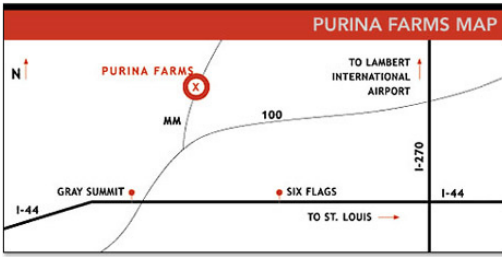 PURINA FARMS MAP
N
PURINA FARMS
X
TO LAMBERT
INTERNATIONAL
AIRPORT
MM
100
I-270
GRAY SUMMIT
SIX FLAGS
I-44
I-44
TO ST. LOUIS